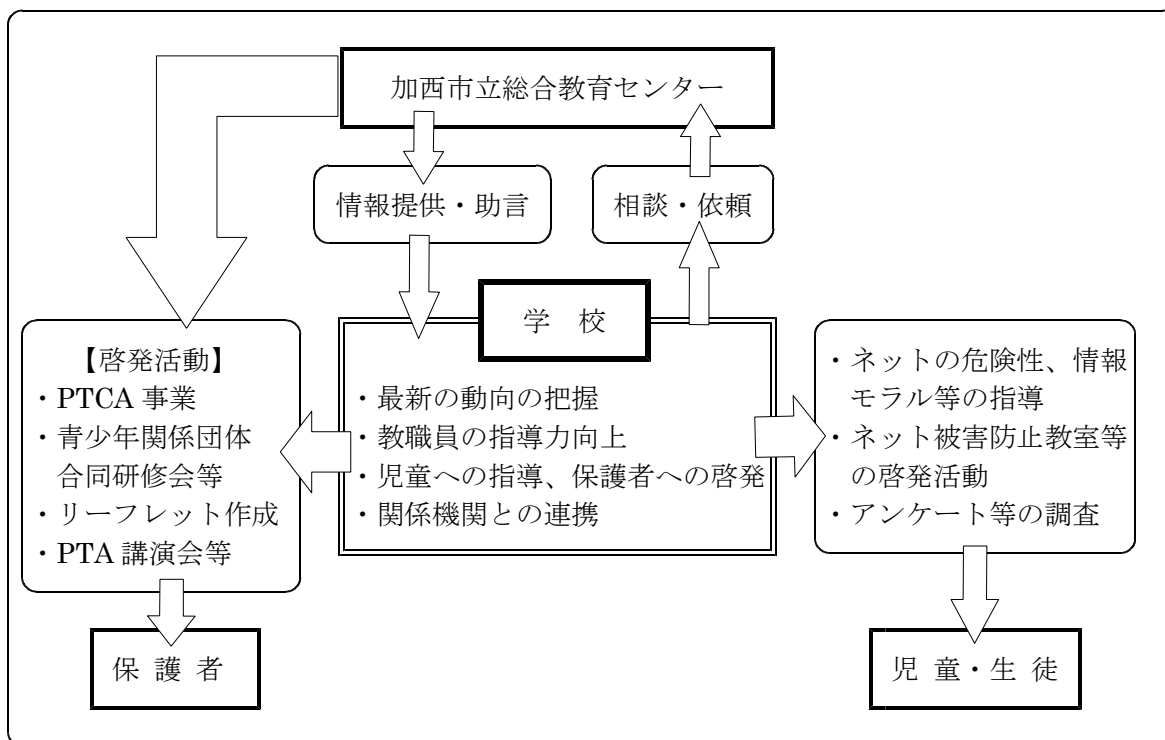 加西市立総合教育センター
情報提供・助言
相談・依頼
学 校
・最新の動向の把握
・教職員の指導力向上
・児童への指導、保護者への啓発
・関係機関との連携
【啓発活動】
・PTCA 事業
・青少年関係団体
合同研修会等
・リーフレット作成
・PTA 講演会等
・ネットの危険性、情報
モラル等の指導
・ネット被害防止教室等
の啓発活動
・アンケート等の調査
保 護 者
児 童・生 徒